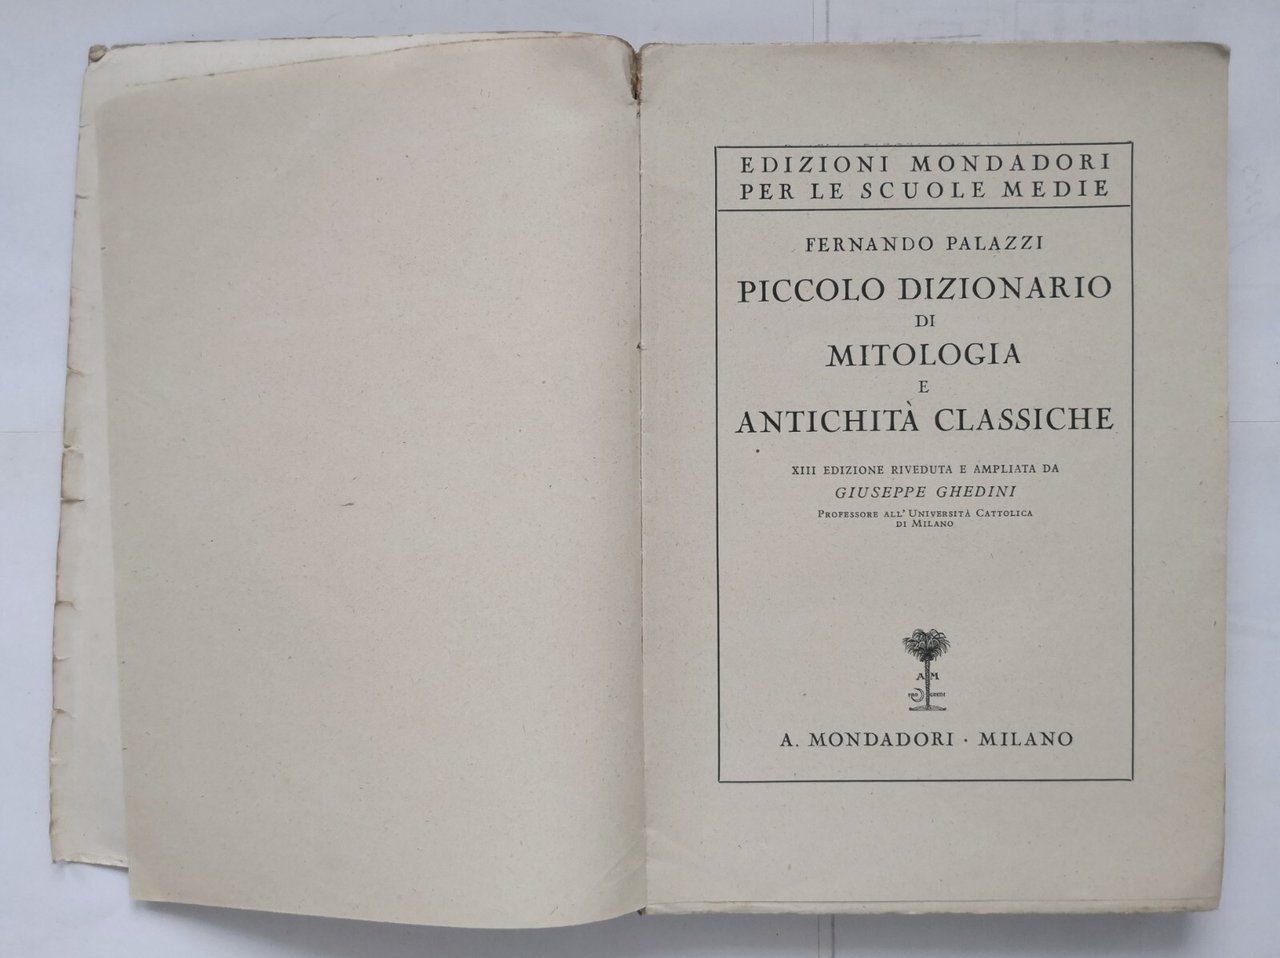 EDIZIONI MONDADORI
PER LE SCUOLE MEDIE
FERNANDO PALAZZI
PICCOLO DIZIONARIO
DI
MITOLOGIA
E
ANTICHITÀ CLASSICHE
XIII EDIZIONE RIVEDUTA E AMPLIATA DA
GIUSEPPE GHEDINI
PROFESSORE ALL'UNIVERSITÀ CATTOLICA
DI MILANO
A M
A. MONDADORI · MILANO